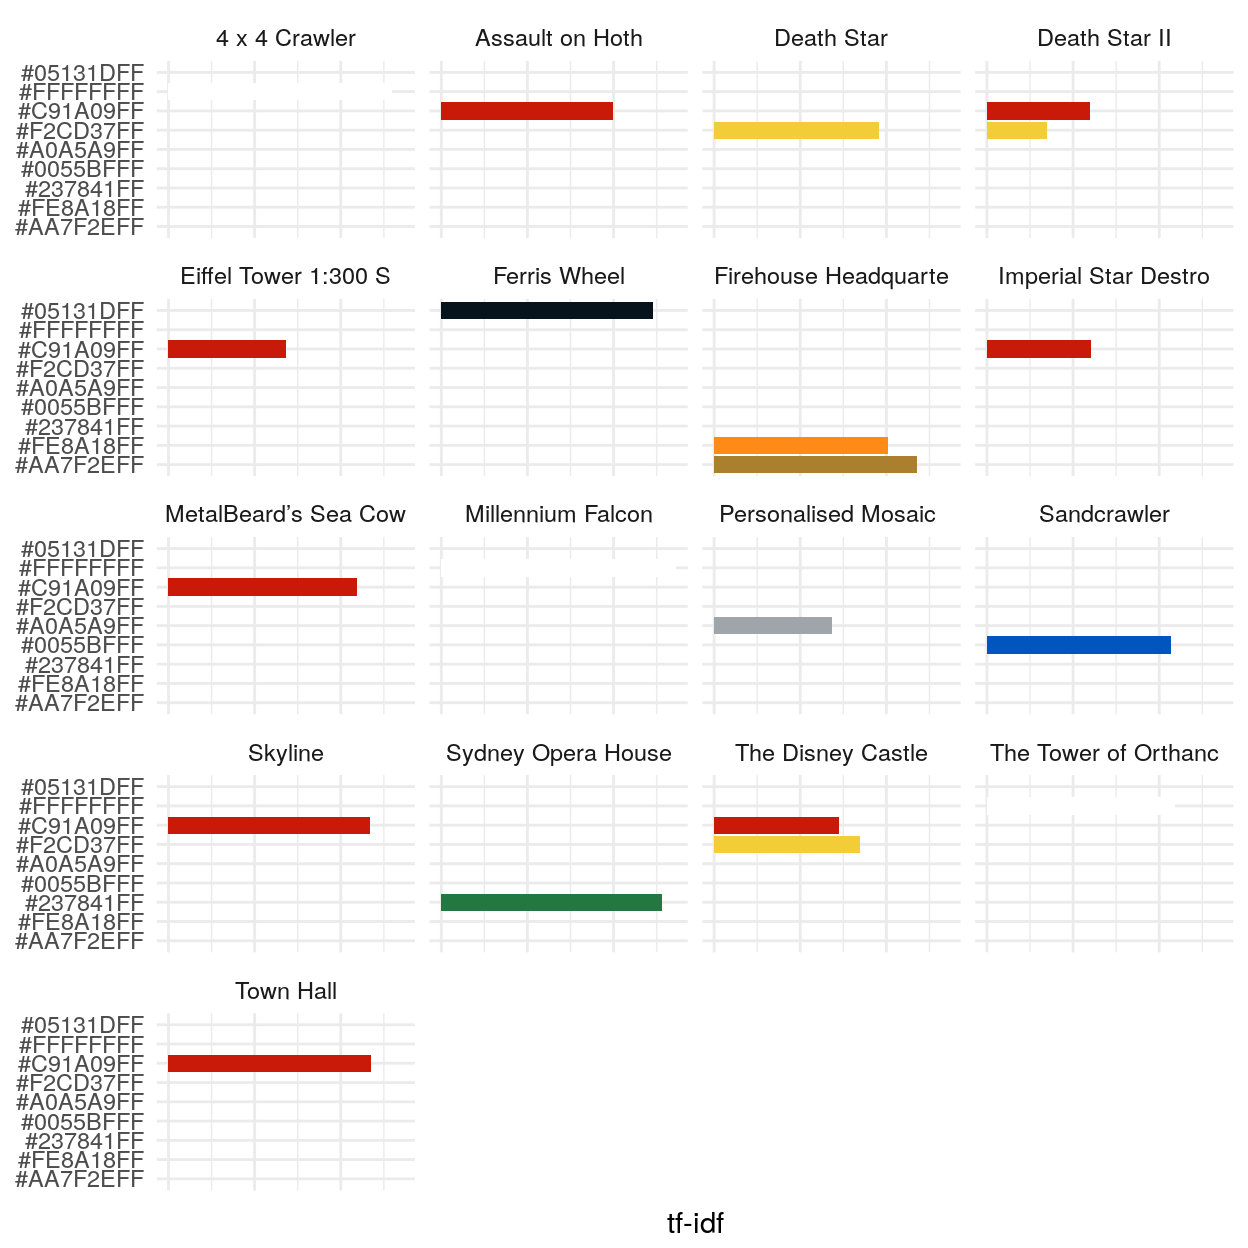 4 x 4 Crawler
Assault on Hoth
Death Star
Death Star II
#05131DFF
#FFFFFFFF
#C91A09FF
#F2CD37FF
#A0A5A9FF
#0055BFFF
#237841FF
#FE8A18FF
#AA7F2EFF
Eiffel Tower 1:300 S
Ferris Wheel
Firehouse Headquarte
Imperial Star Destro
#05131DFF
#FFFFFFFF
#C91A09FF
#F2CD37FF
#A0A5A9FF
#0055BFFF
#237841FF
#FE8A18FF
#AA7F2EFF
MetalBeard’s Sea Cow
Millennium Falcon
Personalised Mosaic
Sandcrawler
#05131DFF
#FFFFFFFF
#C91A09FF
#F2CD37FF
#A0A5A9FF
#0055BFFF
#237841FF
#FE8A18FF
#AA7F2EFF
Skyline
Sydney Opera House
The Disney Castle
The Tower of Orthanc
#05131DFF
#FFFFFFFF
#C91A09FF
#F2CD37FF
#A0A5A9FF
#0055BFFF
#237841FF
#FE8A18FF
#AA7F2EFF
Town Hall
#05131DFF
#FFFFFFFF
#C91A09FF
#F2CD37FF
#A0A5A9FF
#0055BFFF
#237841FF
#FE8A18FF
#AA7F2EFF
tf-idf